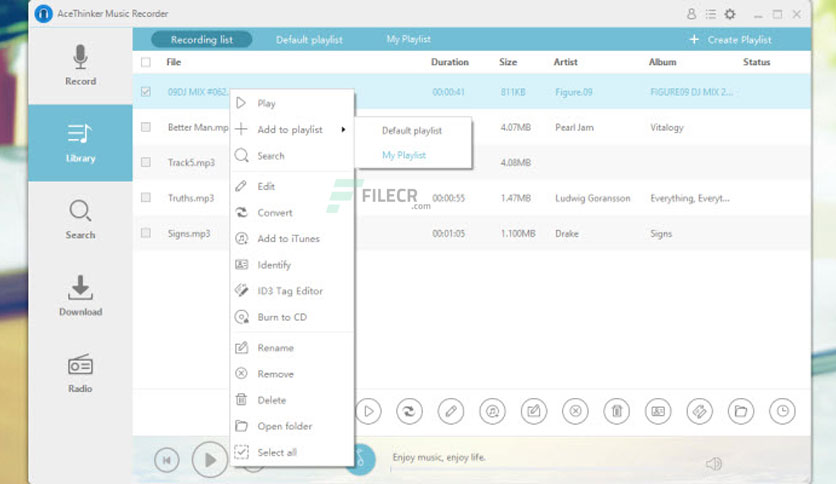 AceThinker Music Recorder
Recording list Default playlist My Playlist + Create Playlist
Record
File Duration Size Artist Album Status
09DJ MIX #062... 00:00:41 811KB Figure.09 FIGURE09 DJ MIX 2...
Play
Better Man.mp Add to playlist Default playlist 4.07MB Pearl Jam Vitalogy
Library
Search My Playlist
Track5.mp3 4.08MB
Edit
Truths.mp3 00:00:55 1.47MB Ludwig Goransson Everything, Everyt...
FILECR
.com
Convert
Search
Signs.mp3 Add to iTunes 00:01:05 1.100MB Drake Signs
Identify
ID3 Tag Editor
Download
Burn to CD
Rename
Remove
Radio
Delete
Open folder
Select all
Enjoy music, enjoy life.